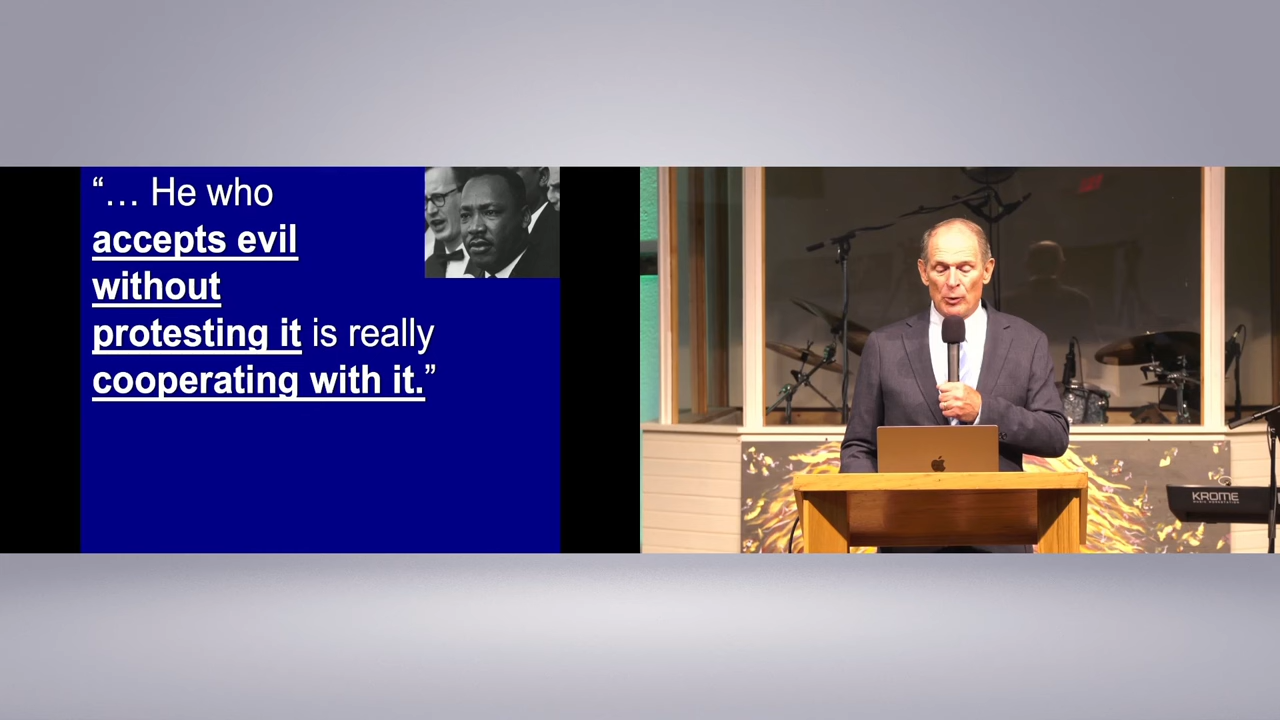 “… He who
accepts evil
without
protesting it is really
cooperating with it.”
KROME